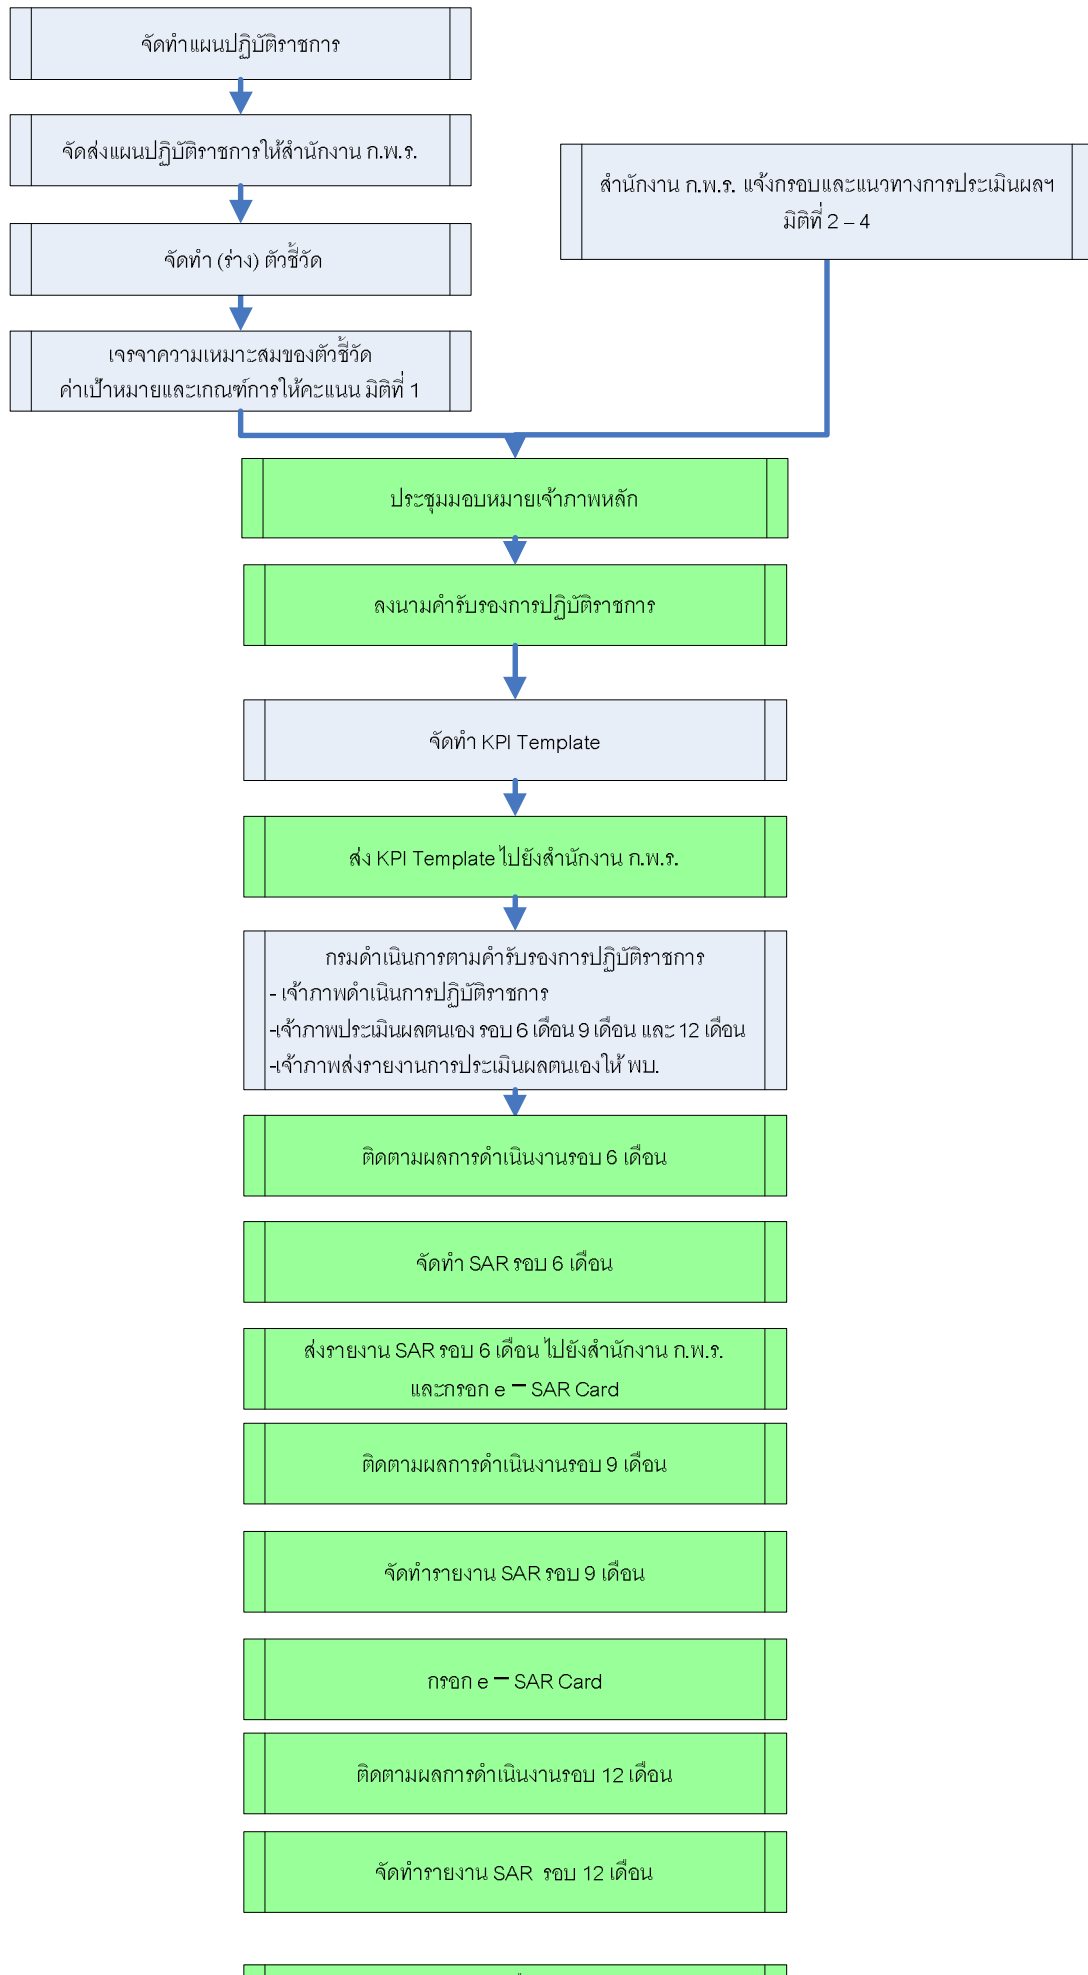 จัดทำแผนปฏิบัติราชการ
จัดส่งแผนปฏิบัติราชการให้สำนักงาน ก.พ.ร.
สำนักงาน ก.พ.ร. แจ้งกรอบและแนวทางการประเมินผลฯ
มิติที่ 2 – 4
จัดทำ (ร่าง) ตัวชี้วัด
เจรจาความเหมาะสมของตัวชี้วัด
ค่าเป้าหมายและเกณฑ์การให้คะแนน มิติที่ 1
ประชุมมอบหมายเจ้าภาพหลัก
ลงนามคำรับรองการปฏิบัติราชการ
จัดทำ KPI Template
ส่ง KPI Template ไปยังสำนักงาน ก.พ.ร.
กรมดำเนินการตามคำรับรองการปฏิบัติราชการ
- เจ้าภาพดำเนินการปฏิบัติราชการ
-เจ้าภาพประเมินผลตนเอง รอบ 6 เดือน 9 เดือน และ 12 เดือน
-เจ้าภาพส่งรายงานการประเมินผลตนเองให้ พบ.
ติดตามผลการดำเนินงานรอบ 6 เดือน
จัดทำ SAR รอบ 6 เดือน
ส่งรายงาน SAR รอบ 6 เดือน ไปยังสำนักงาน ก.พ.ร.
และกรอก e – SAR Card
ติดตามผลการดำเนินงานรอบ 9 เดือน
จัดทำรายงาน SAR รอบ 9 เดือน
กรอก e – SAR Card
ติดตามผลการดำเนินงานรอบ 12 เดือน
จัดทำรายงาน SAR รอบ 12 เดือน